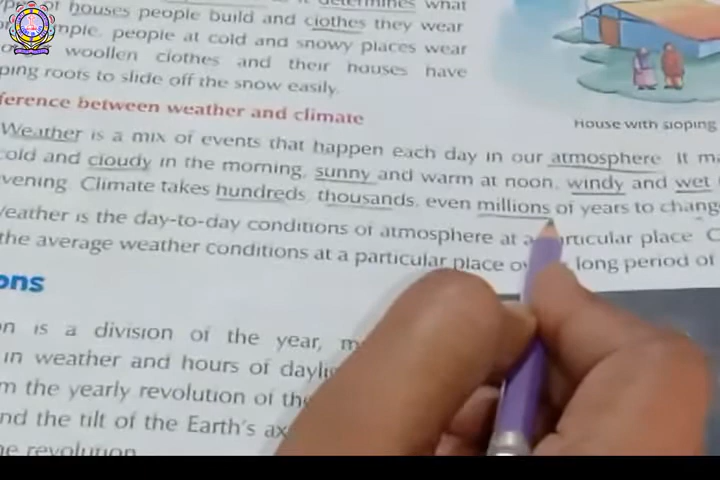 determines what
houses people build and clothes they wear
people at cold and snowy places wear
woollen clothes and their houses have
ping roots to slide off the snow easily.
ference between weather and climate
Weather is a mix of events that happen each day in our atmosphere. It
cold and cloudy in the morning, sunny and warm at noon, windy and wet
vening. Climate takes hundreds, thousands, even millions of years to chang
eather is the day-to-day conditions of atmosphere at a rticular place
the average weather conditions at a particular place long period of
ons
n is a division of the year,
in weather and hours of dayli
m the yearly revolution of the
nd the tilt of the Earth's ax
revolution
House with sloping